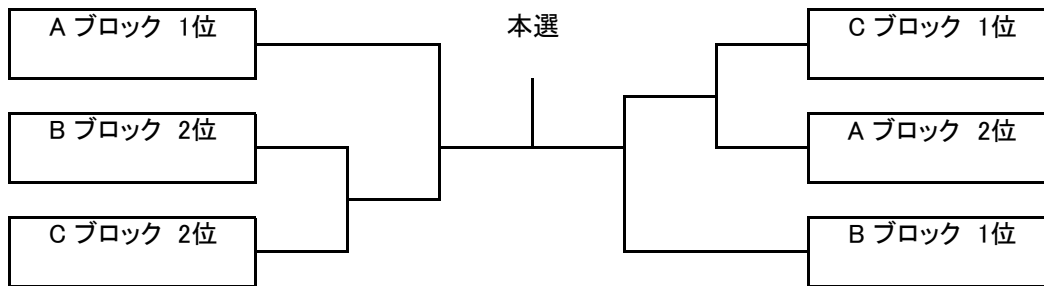 A ブロック 1位
本選
C ブロック 1位
B ブロック 2位
A ブロック 2位
C ブロック 2位
B ブロック 1位